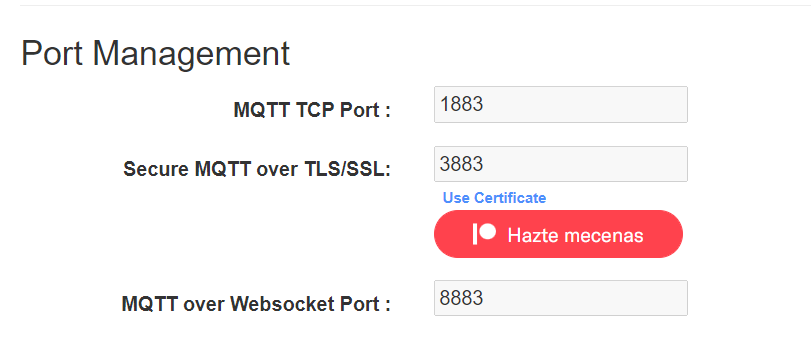 Port Management
MQTT TCP Port : 1883
Secure MQTT over TLS/SSL: 3883
Use Certificate
Hazte mecenas
MQTT over Websocket Port : 8883